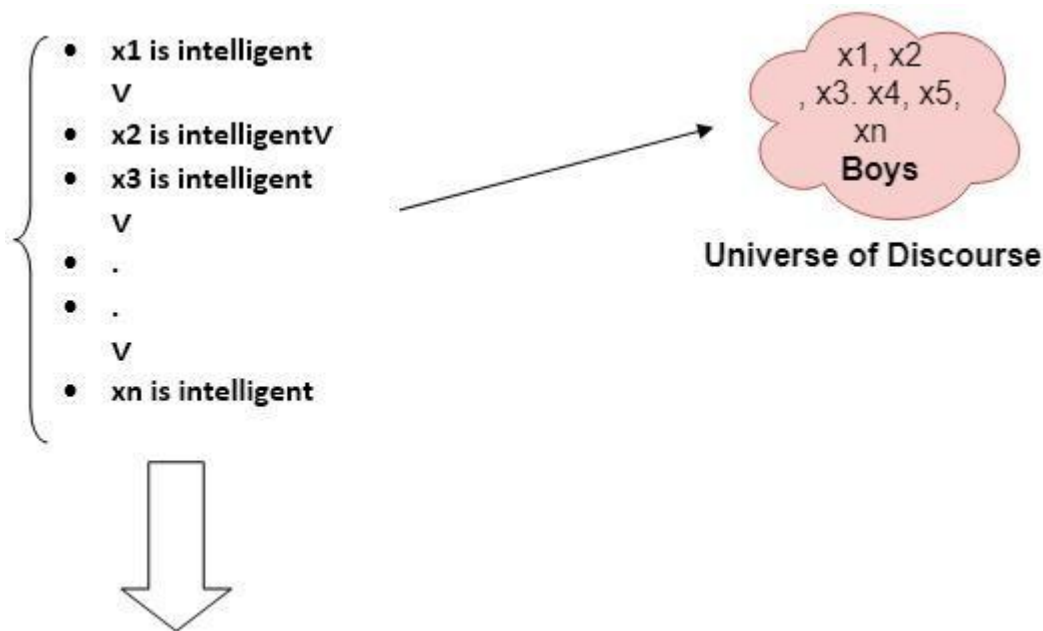 • x1 is intelligent
V
• x2 is intelligentV
• x3 is intelligent
V
• .
• .
V
• xn is intelligent
x1, x2
, x3. x4, x5,
xn
Boys
Universe of Discourse